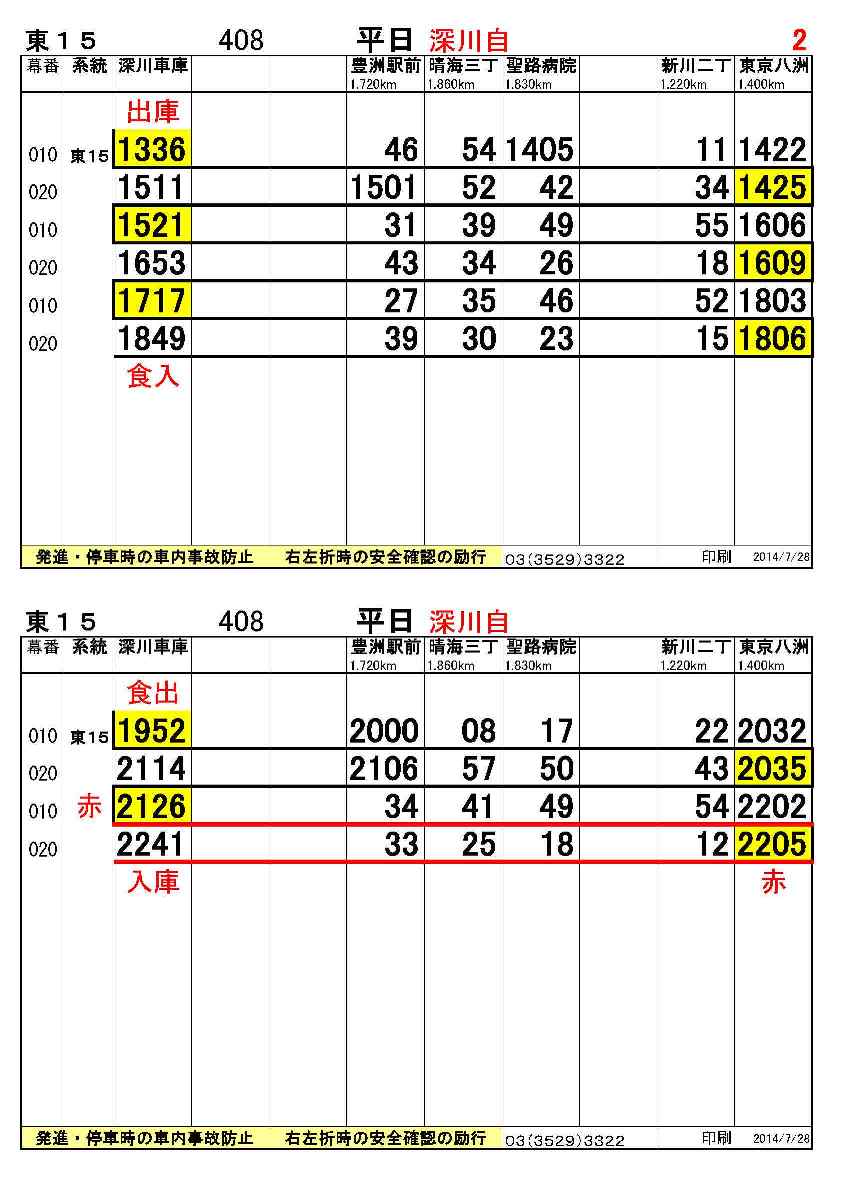 東１５ 408 平日 深川自 2
幕番 系統 深川車庫 豊洲駅前 晴海三丁 聖路病院 新川二丁 東京八洲
1.720km 1.860km 1.830km 1.220km 1.400km
出庫
010 東15 1336 46 54 1405 11 1422
020 1511 1501 52 42 34 1425
010 1521 31 39 49 55 1606
020 1653 43 34 26 18 1609
010 1717 27 35 46 52 1803
020 1849 39 30 23 15 1806
食入
発進・停車時の車内事故防止 右左折時の安全確認の励行 03(3529)3322 印刷 2014/7/28
東１５ 408 平日 深川自
幕番 系統 深川車庫 豊洲駅前 晴海三丁 聖路病院 新川二丁 東京八洲
1.720km 1.860km 1.830km 1.220km 1.400km
食出
010 東15 1952 2000 08 17 22 2032
020 2114 2106 57 50 43 2035
010 赤 2126 34 41 49 54 2202
020 2241 33 25 18 12 2205
入庫 赤
発進・停車時の車内事故防止 右左折時の安全確認の励行 03(3529)3322 印刷 2014/7/28